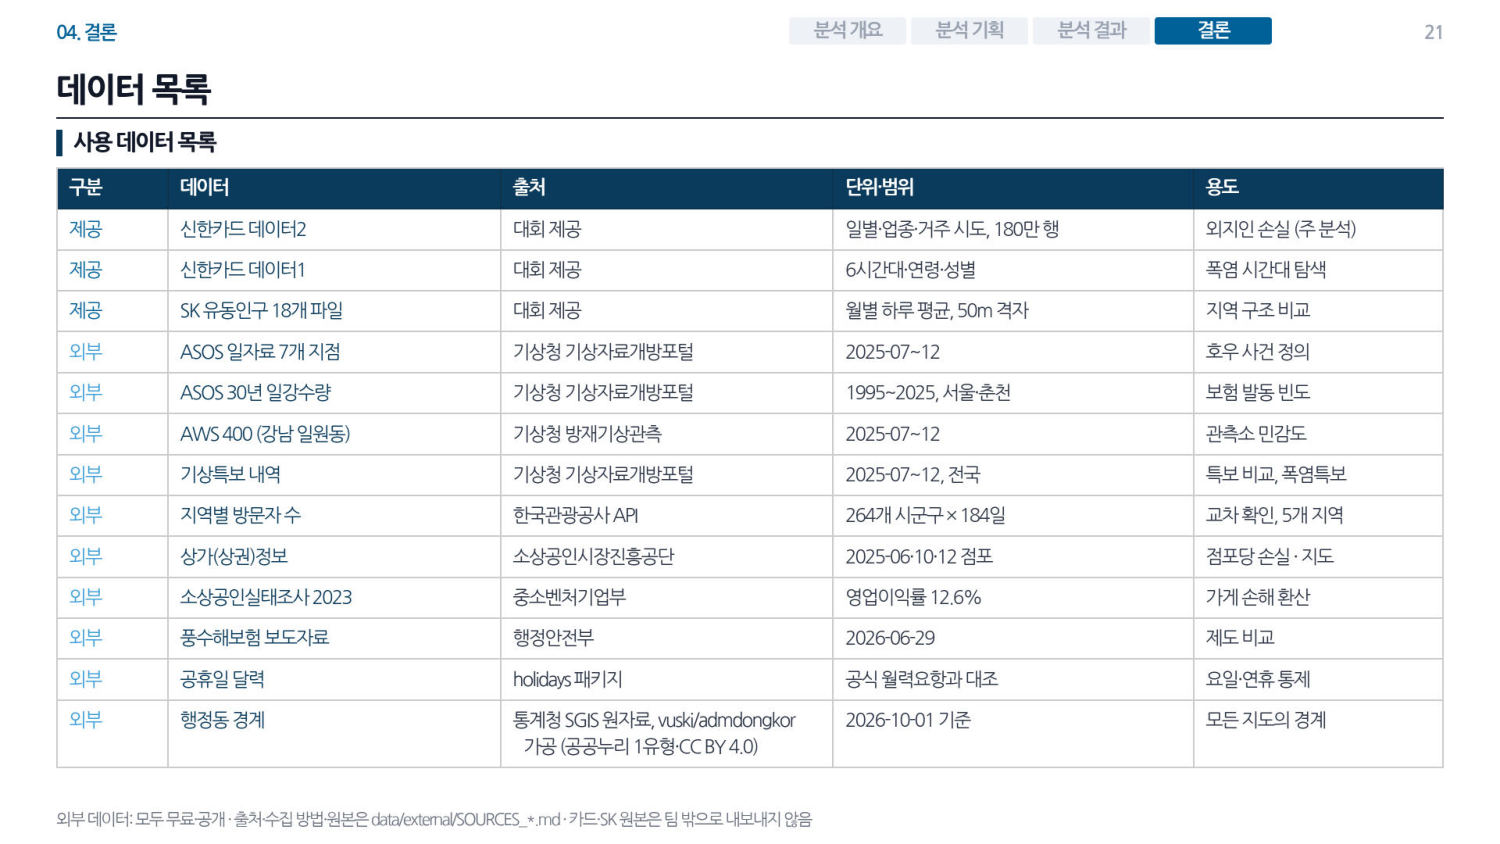 04. 결론
분석 개요 분석 기획 분석 결과 결론
21
데이터 목록
사용 데이터 목록
구분 데이터 출처 단위·범위 용도
제공 신한카드 데이터2 대회 제공 일별·업종·거주 시도, 180만 행 외지인 손실 (주 분석)
제공 신한카드 데이터1 대회 제공 6시간대·연령·성별 폭염 시간대 탐색
제공 SK 유동인구 18개 파일 대회 제공 월별 하루 평균, 50m 격자 지역 구조 비교
외부 ASOS 일자료 7개 지점 기상청 기상자료개방포털 2025-07~12 호우 사건 정의
외부 ASOS 30년 일강수량 기상청 기상자료개방포털 1995~2025, 서울·춘천 보험 발동 빈도
외부 AWS 400 (강남 일원동) 기상청 방재기상관측 2025-07~12 관측소 민감도
외부 기상특보 내역 기상청 기상자료개방포털 2025-07~12, 전국 특보 비교, 폭염특보
외부 지역별 방문자 수 한국관광공사 API 264개 시군구 × 184일 교차 확인, 5개 지역
외부 상가(상권)정보 소상공인시장진흥공단 2025-06·10·12 점포 점포당 손실 · 지도
외부 소상공인실태조사 2023 중소벤처기업부 영업이익률 12.6% 가게 손해 환산
외부 풍수해보험 보도자료 행정안전부 2026-06-29 제도 비교
외부 공휴일 달력 holidays 패키지 공식 월력요항과 대조 요일·연휴 통제
외부 행정동 경계 통계청 SGIS 원자료, vuski/admdongkor 2026-10-01 기준 모든 지도의 경계
가공 (공공누리 1유형·CC BY 4.0)
외부 데이터: 모두 무료·공개 · 출처·수집 방법·원본은 data/external/SOURCES_*.md · 카드·SK 원본은 팀 밖으로 내보내지 않음